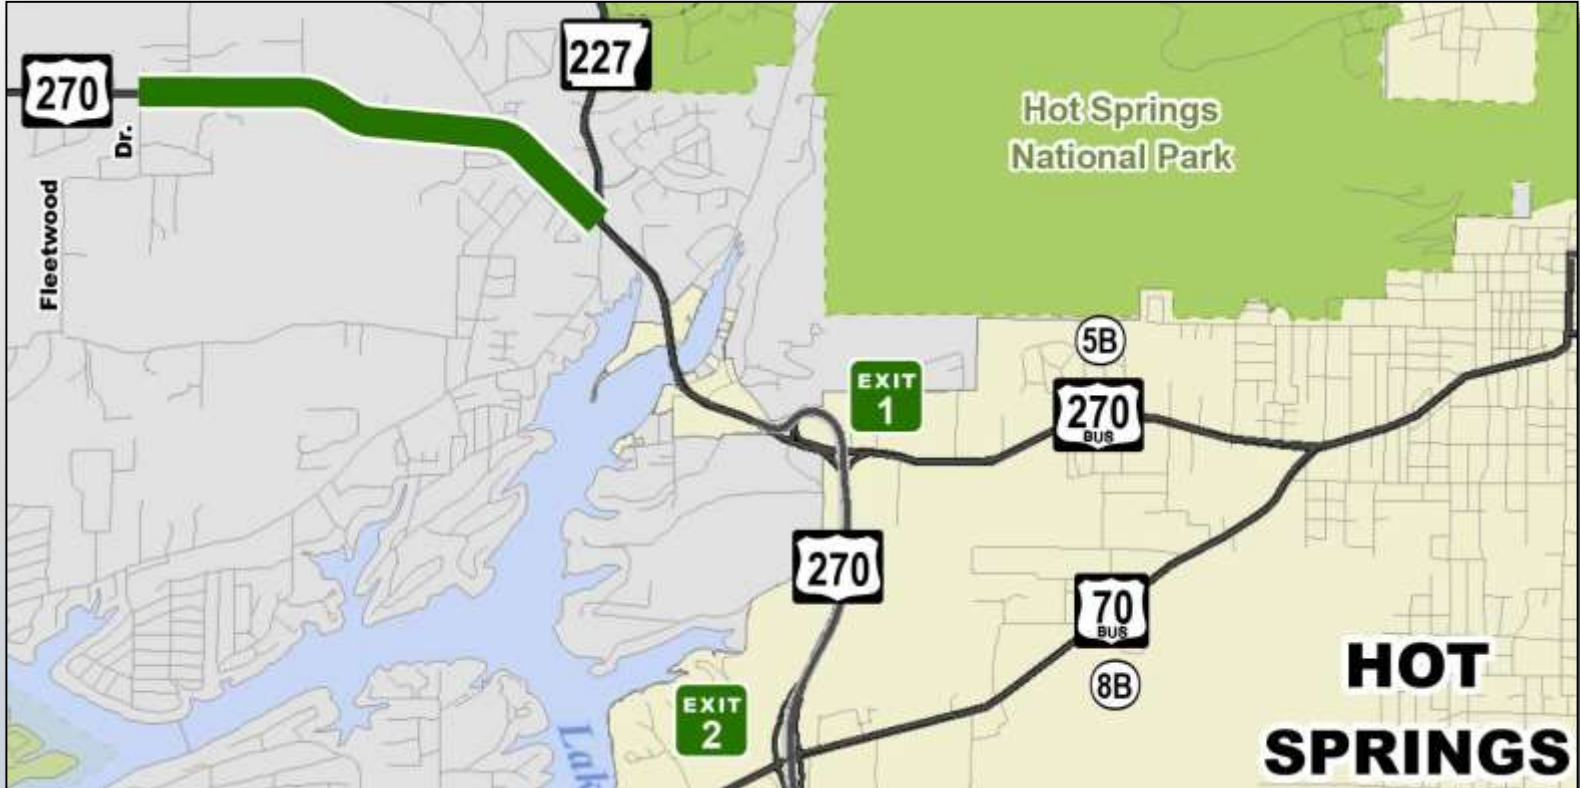 227
270
Dr.
Fleetwood
Hot Springs
National Park
5B
EXIT
1
270
BUS
270
70
BUS
8B
EXIT
2
HOT
SPRINGS
Lak